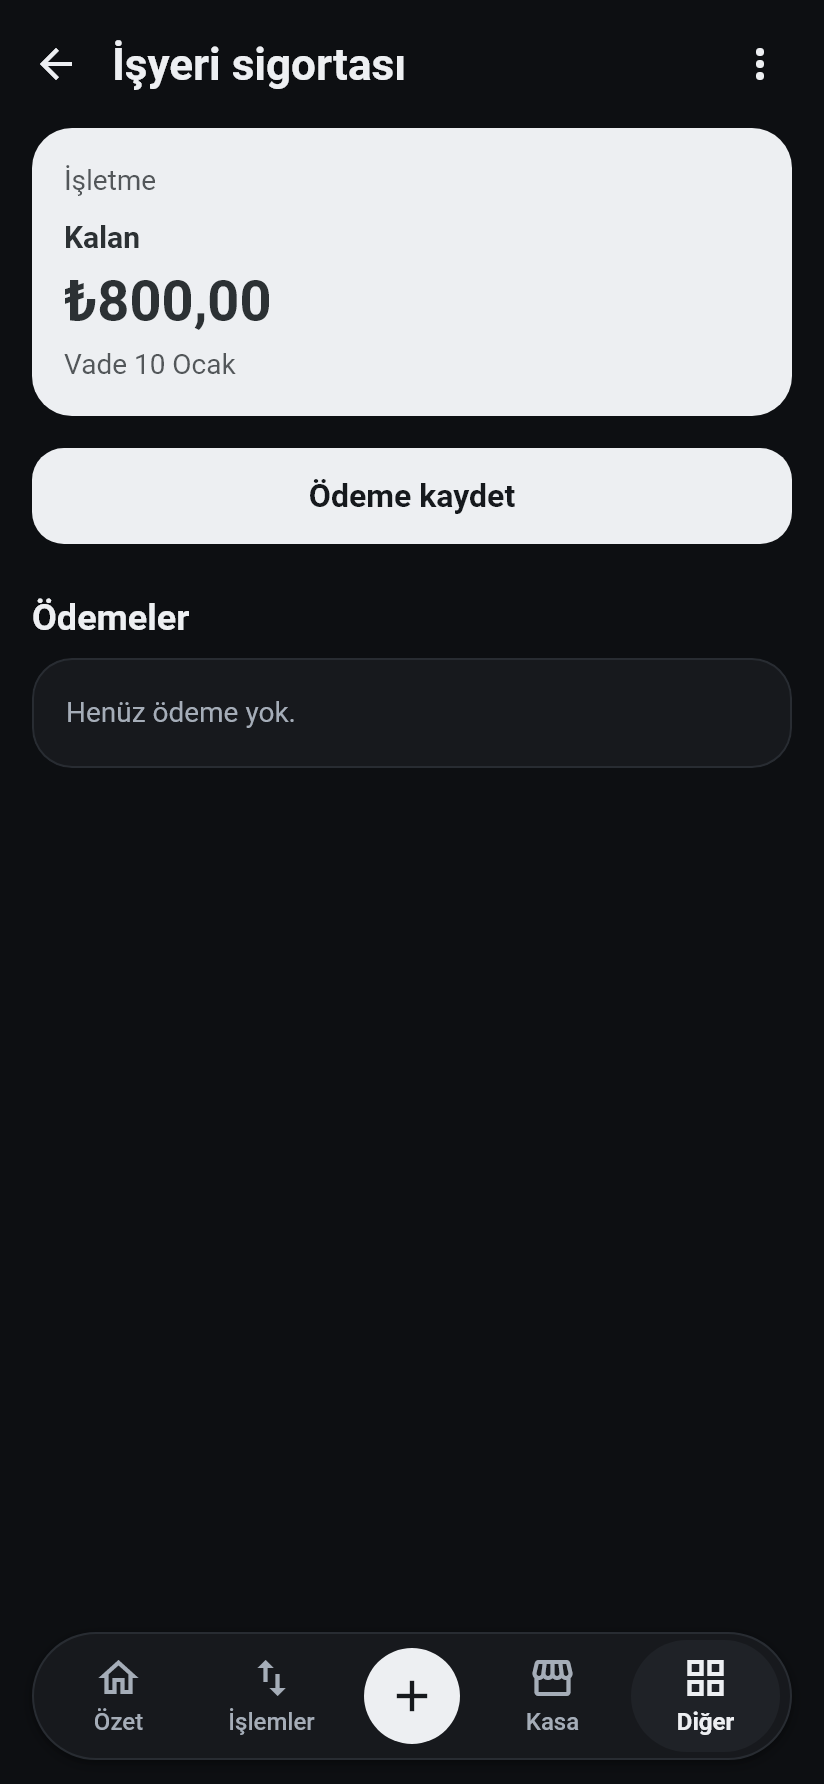 İşyeri sigortası
İşletme
Kalan
₺800,00
Vade 10 Ocak
Ödeme kaydet
Ödemeler
Henüz ödeme yok.
Özet
İşlemler
Kasa
Diğer